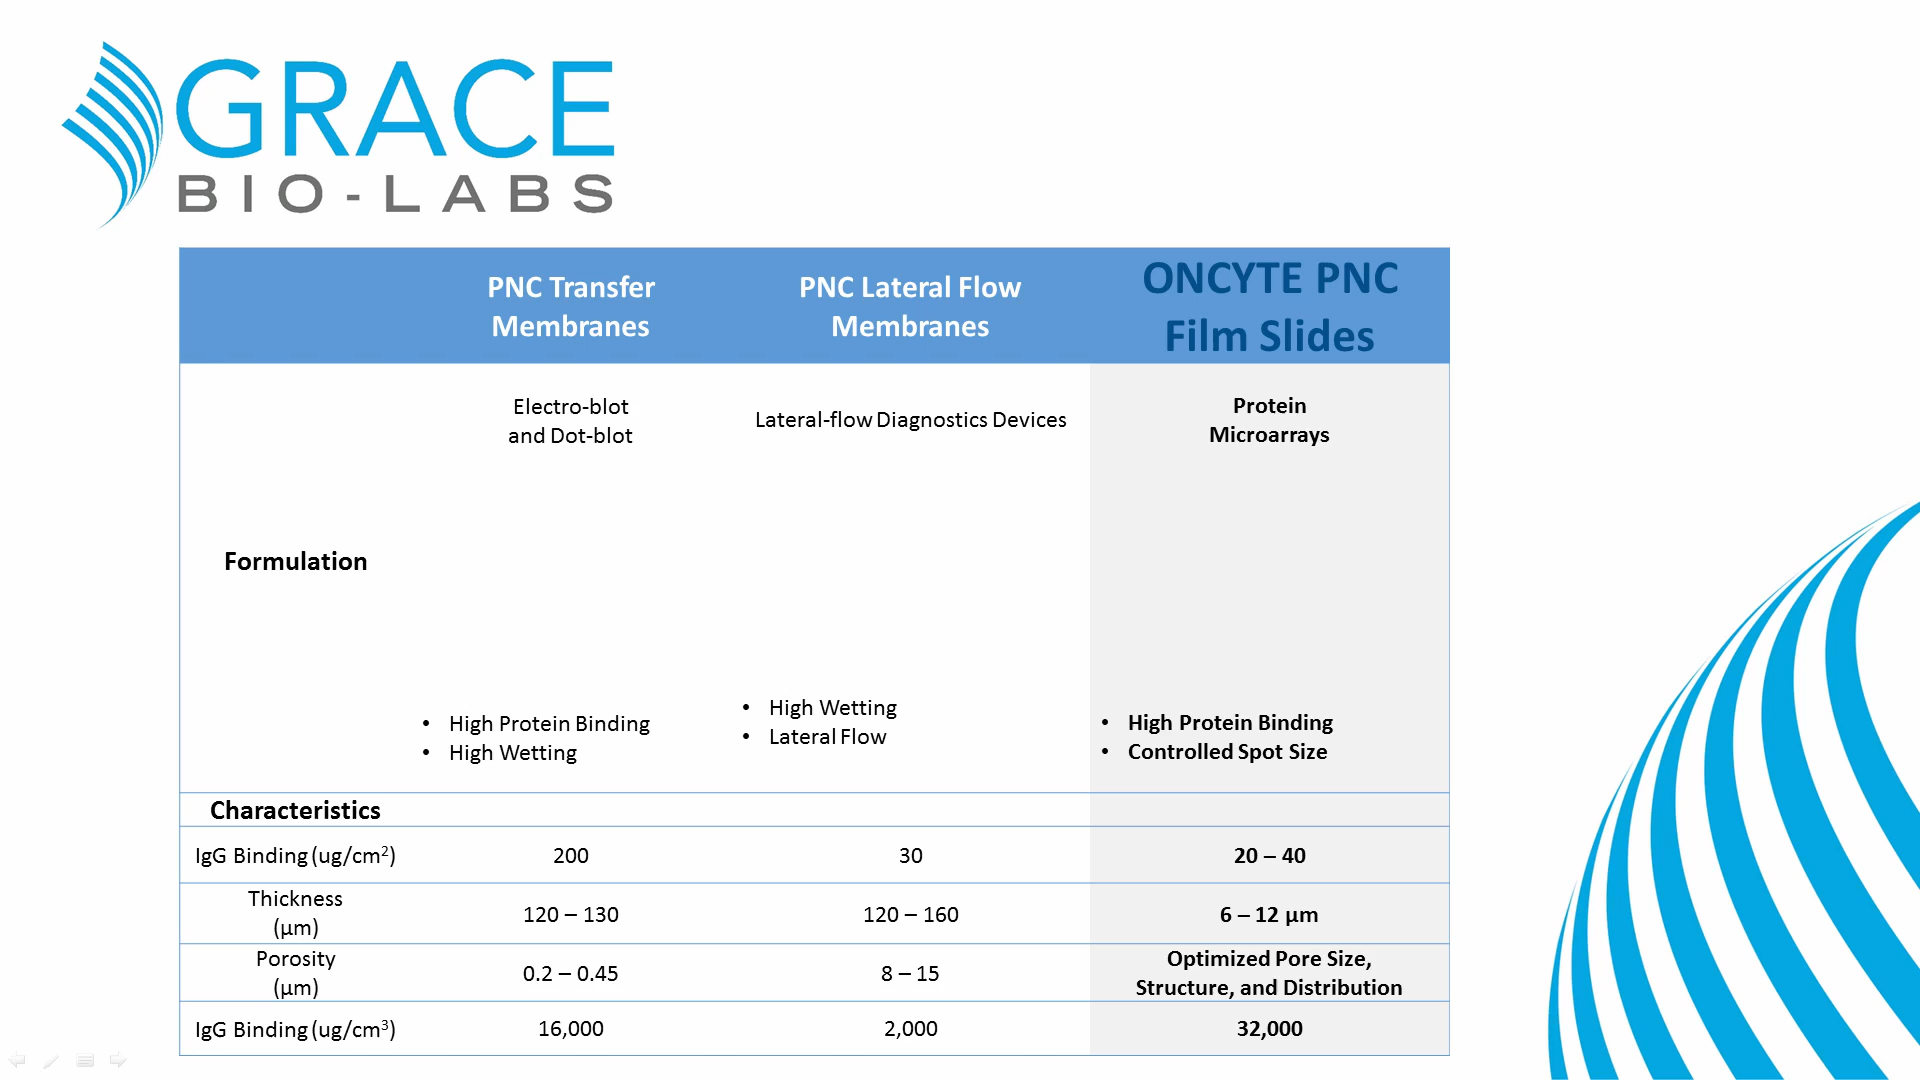 GRACE
BIO-LABS
PNC Transfer
Membranes
PNC Lateral Flow
Membranes
ONCYTE PNC
Film Slides
Formulation
Electro-blot
and Dot-blot
Lateral-flow Diagnostics Devices
Protein
Microarrays
• High Protein Binding
• High Wetting
• High Wetting
• Lateral Flow
• High Protein Binding
• Controlled Spot Size
Characteristics
IgG Binding (ug/cm²)
200
30
20 – 40
Thickness
(µm)
120 – 130
120 – 160
6 – 12 µm
Porosity
(µm)
0.2 – 0.45
8 – 15
Optimized Pore Size,
Structure, and Distribution
IgG Binding (ug/cm³)
16,000
2,000
32,000